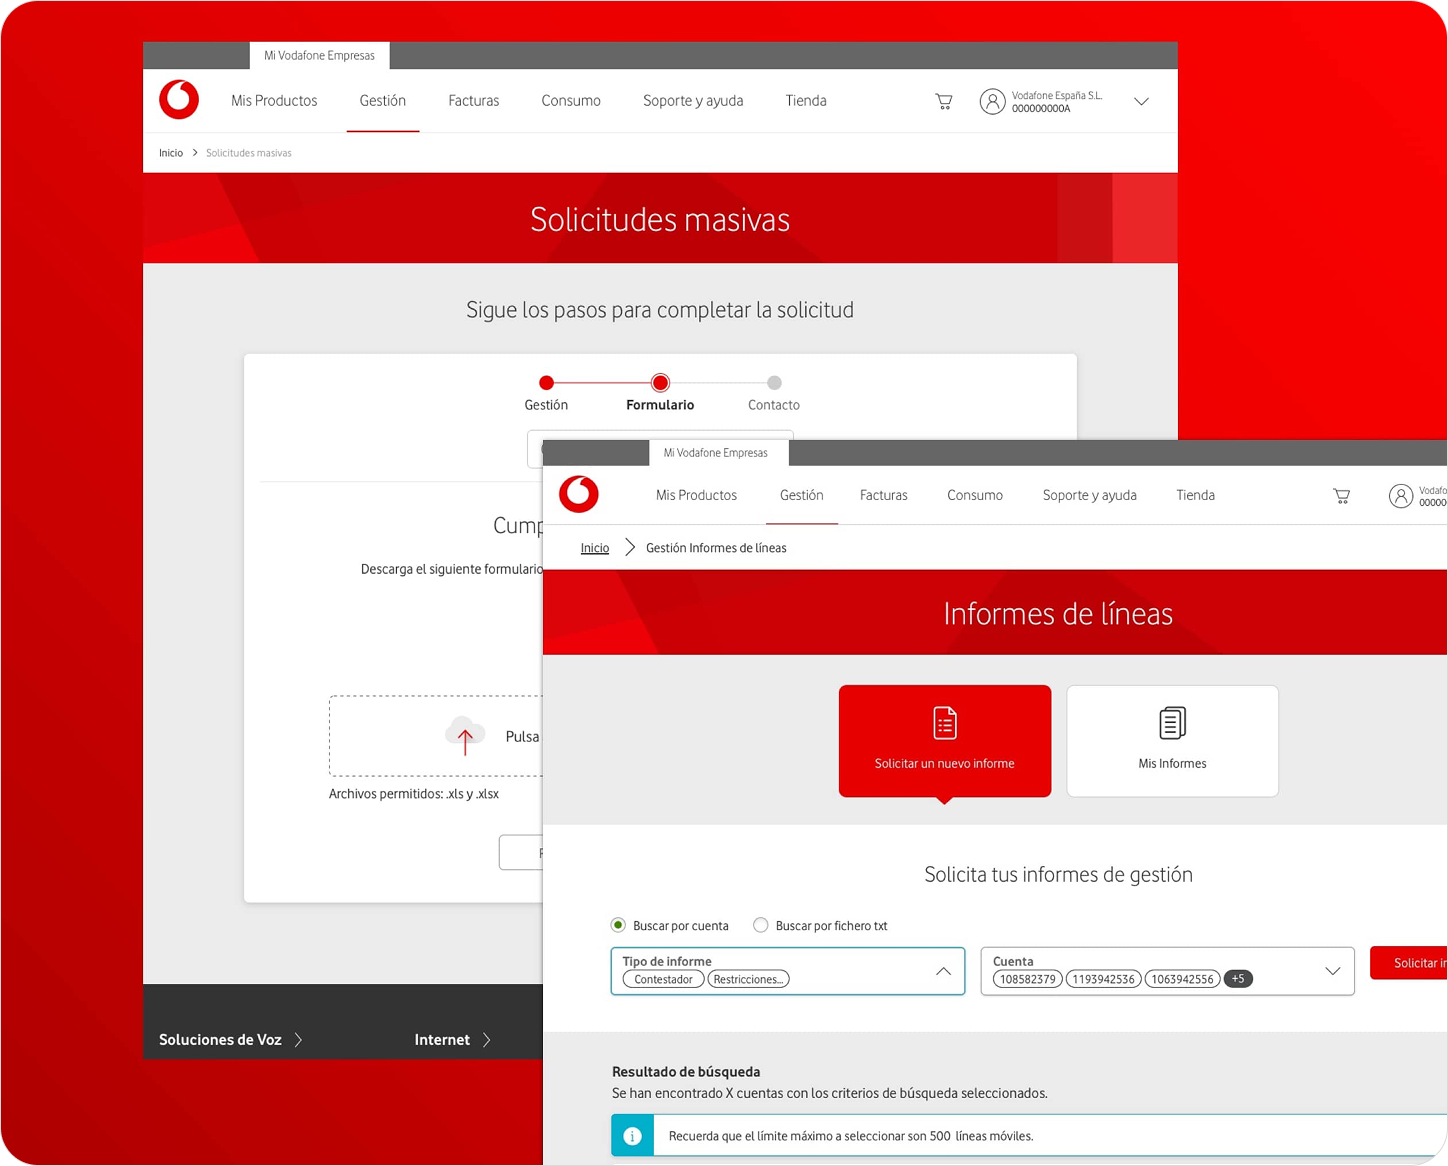 Mi Vodafone Empresas
Mis Productos Gestión Facturas Consumo Soporte y ayuda Tienda
Vodafone España S.L.
000000000A
Inicio Solicitudes masivas
Solicitudes masivas
Sigue los pasos para completar la solicitud
Gestión Formulario Contacto
Descarga el siguiente formulario
Pulsa
Archivos permitidos: .xls y .xlsx
Soluciones de Voz Internet
Mi Vodafone Empresas
Mis Productos Gestión Facturas Consumo Soporte y ayuda Tienda
Inicio Gestión Informes de líneas
Informes de líneas
Solicitar un nuevo informe Mis Informes
Solicita tus informes de gestión
Buscar por cuenta Buscar por fichero txt
Tipo de informe
Contestador Restricciones...
Cuenta
108582379 1193942536 1063942556 +5
Solicitar
Resultado de búsqueda
Se han encontrado X cuentas con los criterios de búsqueda seleccionados.
Recuerda que el límite máximo a seleccionar son 500 líneas móviles.